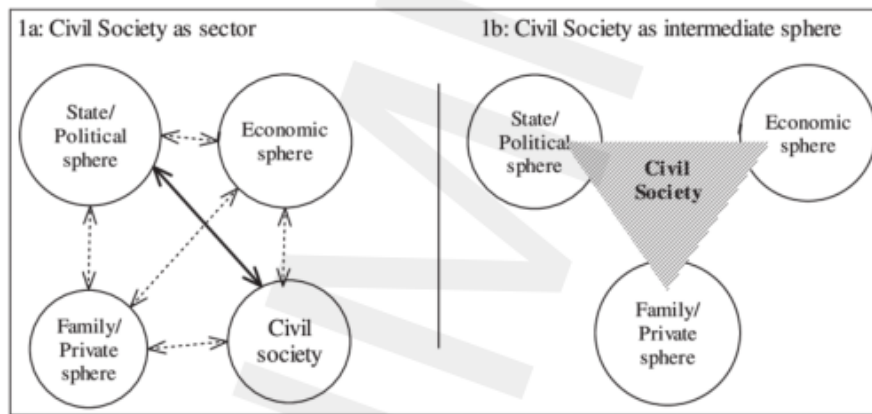 1a: Civil Society as sector
State/
Political
sphere
Economic
sphere
Family/
Private
sphere
Civil
society
1b: Civil Society as intermediate sphere
State/
Political
sphere
Economic
sphere
Civil
Society
Family/
Private
sphere